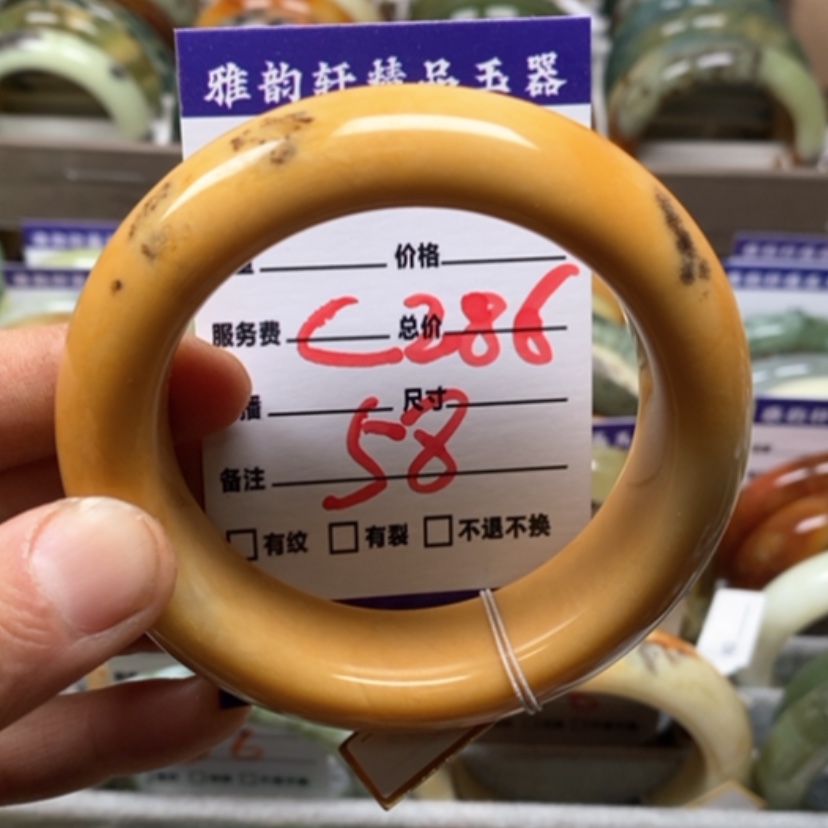 雅韵轩精品玉器
价格
服务费 C286 总价
播 尺寸
58
备注
有纹 有裂 不退不换